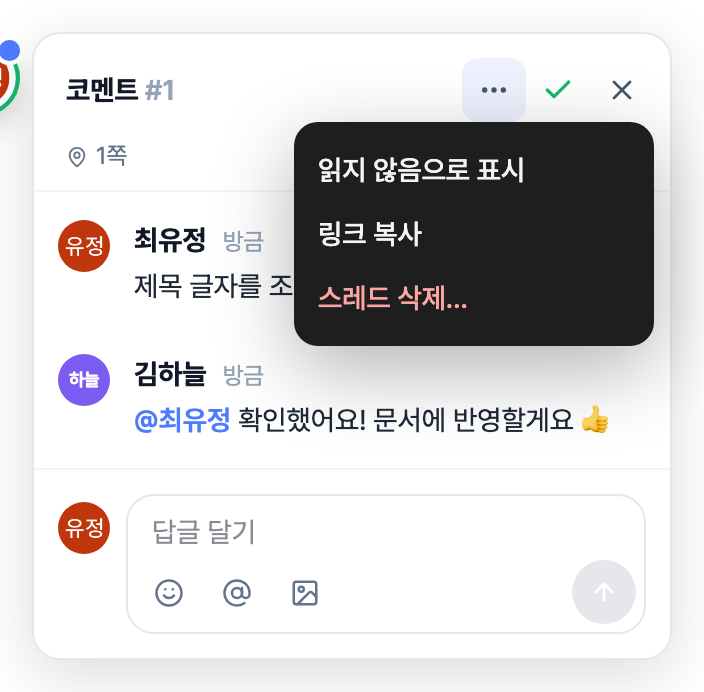 코멘트 #1
1쪽
읽지 않음으로 표시
링크 복사
스레드 삭제...
유정
최유정 방금
제목 글자를 조
하늘
김하늘 방금
@최유정 확인했어요! 문서에 반영할게요 👍
유정
답글 달기